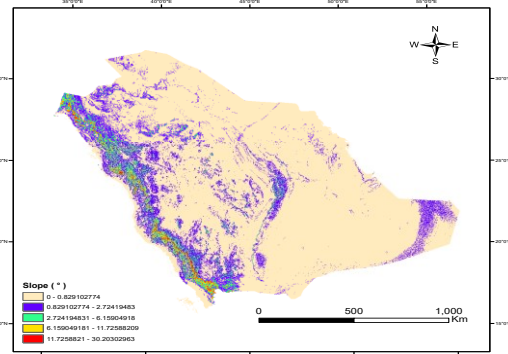 35°0'0"E 40°0'0"E 45°0'0"E 50°0'0"E 55°0'0"E
N
W E
S
Slope ( ° )
0 - 0.829102774
0.829102774 - 2.72419483
2.724194831 - 6.15904918
6.159049181 - 11.72588209
11.7258821 - 30.20302963
0 500 1,000
Km